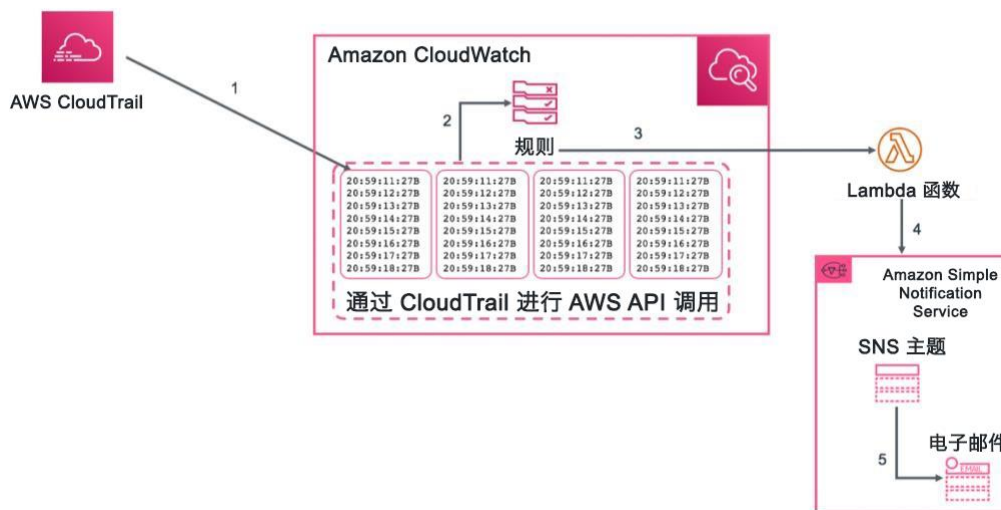 AWS CloudTrail
1
Amazon CloudWatch
2
规则
3
Lambda 函数
4
20:59:11:27B
20:59:12:27B
20:59:13:27B
20:59:14:27B
20:59:15:27B
20:59:16:27B
20:59:17:27B
20:59:18:27B
20:59:11:27B
20:59:12:27B
20:59:13:27B
20:59:14:27B
20:59:15:27B
20:59:16:27B
20:59:17:27B
20:59:18:27B
20:59:11:27B
20:59:12:27B
20:59:13:27B
20:59:14:27B
20:59:15:27B
20:59:16:27B
20:59:17:27B
20:59:18:27B
20:59:11:27B
20:59:12:27B
20:59:13:27B
20:59:14:27B
20:59:15:27B
20:59:16:27B
20:59:17:27B
20:59:18:27B
通过 CloudTrail 进行 AWS API 调用
Amazon Simple
Notification
Service
SNS 主题
5
电子邮件
EMAIL